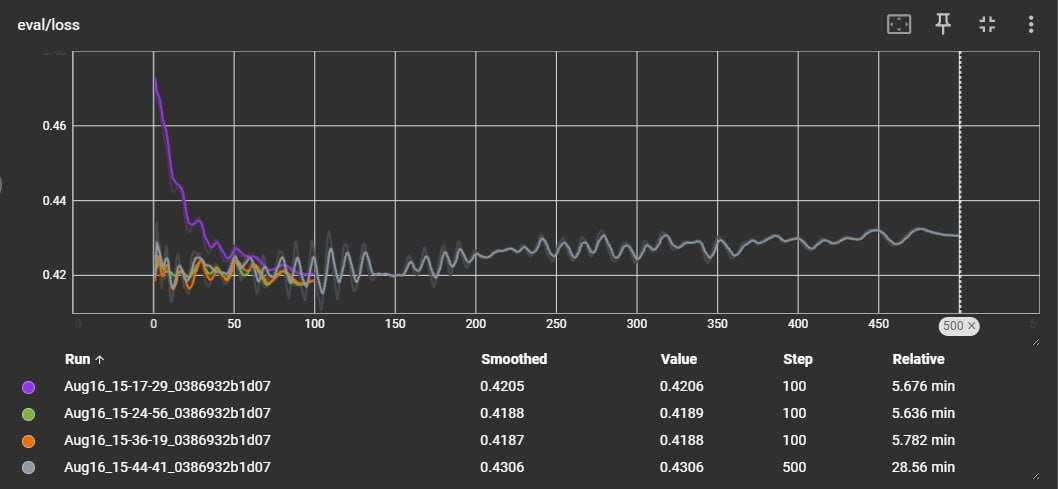 eval/loss
0.46
0.44
0.42
0 50 100 150 200 250 300 350 400 450 500 ×
Run ↑ Smoothed Value Step Relative
Aug16_15-17-29_0386932b1d07 0.4205 0.4206 100 5.676 min
Aug16_15-24-56_0386932b1d07 0.4188 0.4189 100 5.636 min
Aug16_15-36-19_0386932b1d07 0.4187 0.4188 100 5.782 min
Aug16_15-44-41_0386932b1d07 0.4306 0.4306 500 28.56 min